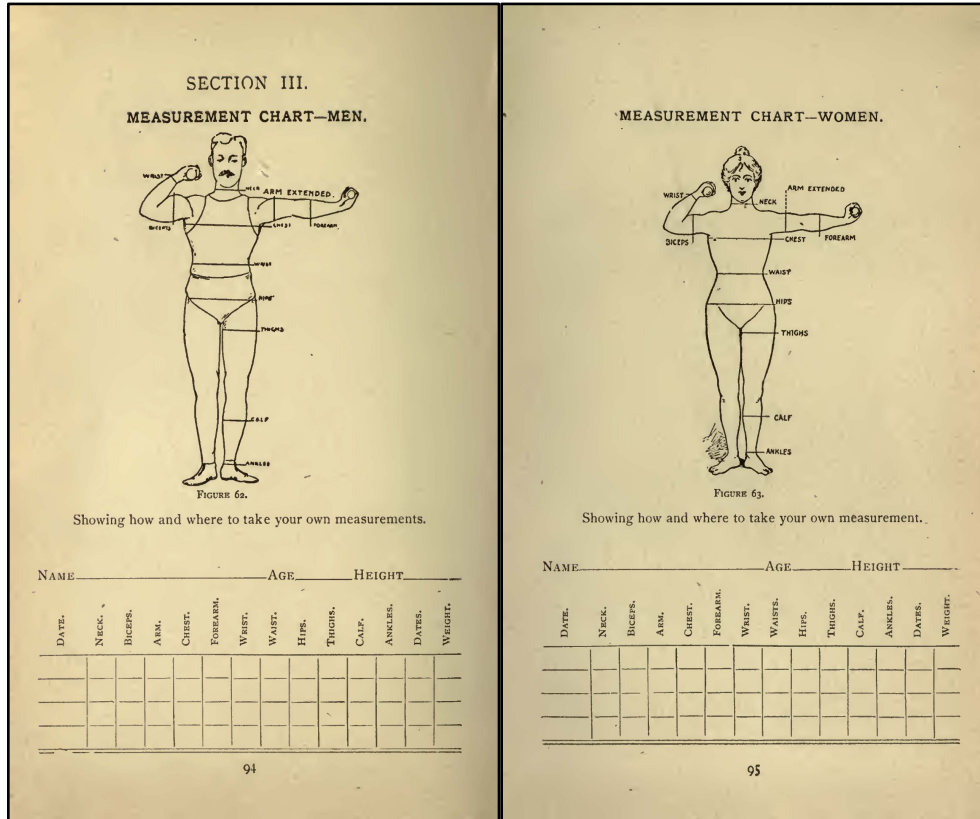 SECTION III.
MEASUREMENT CHART—MEN.
WRIST
NECK ARM EXTENDED.
BICEPTS CHEST FOREARM.
WAIST
HIPS
THIGHS
CALF
ANKLES
FIGURE 62.
Showing how and where to take your own measurements.
NAME AGE HEIGHT
DATE. NECK. BICEPS. ARM. CHEST. FOREARM. WRIST. WAIST. HIPS. THIGHS. CALF. ANKLES. DATES. WEIGHT.
94
MEASUREMENT CHART—WOMEN.
WRIST ARM EXTENDED
NECK
BICEPS CHEST FOREARM
WAIST
HIPS
THIGHS
CALF
ANKLES
FIGURE 63.
Showing how and where to take your own measurement.
NAME AGE HEIGHT
DATE. NECK. BICEPS. ARM. CHEST. FOREARM. WRIST. WAISTS. HIPS. THIGHS. CALF. ANKLES. DATES. WEIGHT.
95